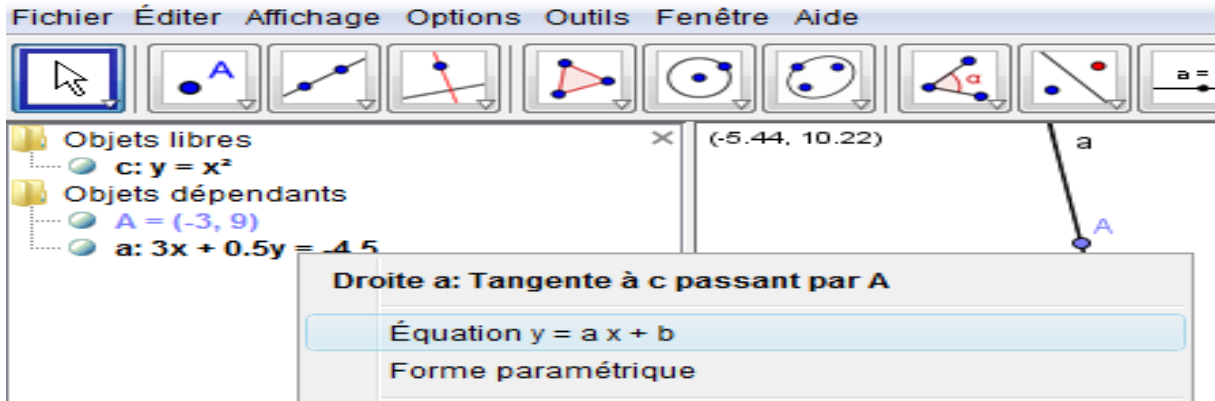 Fichier Éditer Affichage Options Outils Fenêtre Aide
A
α
a =
Objets libres
c: y = x²
Objets dépendants
A = (-3, 9)
a: 3x + 0.5y = -4.5
(-5.44, 10.22)
a
A
Droite a: Tangente à c passant par A
Équation y = a x + b
Forme paramétrique